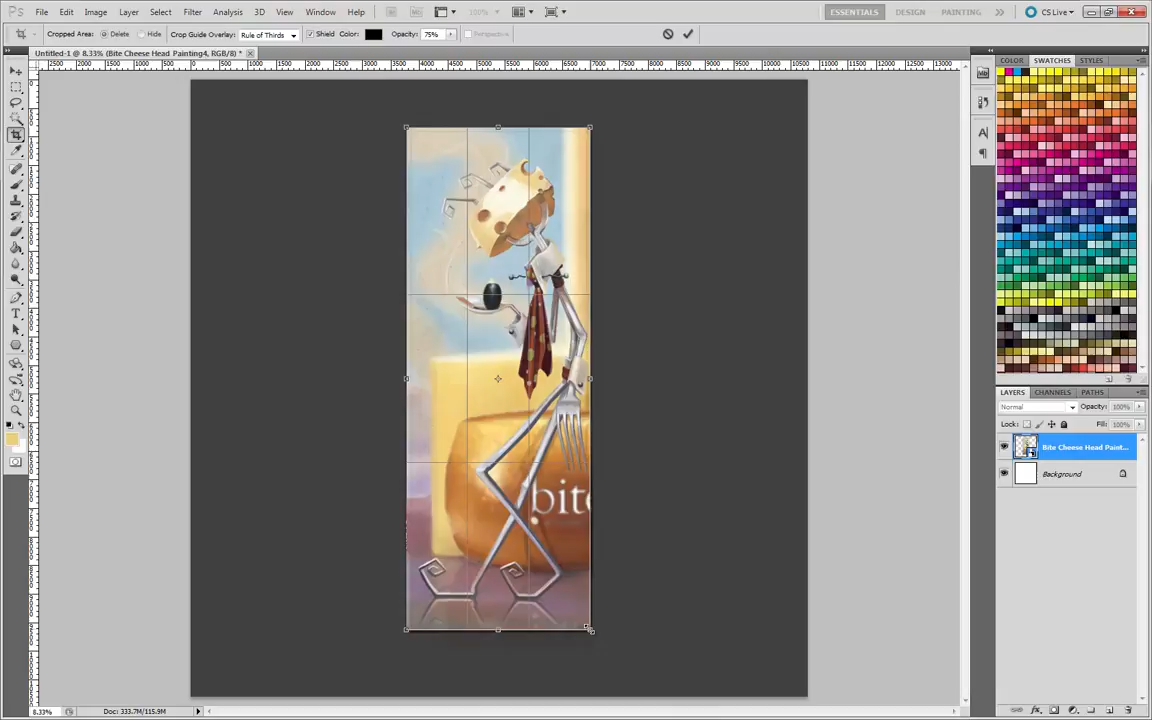 Ps File Edit Image Layer Select Filter Analysis 3D View Window Help 100% ESSENTIALS DESIGN PAINTING CS Live
Cropped Area: Delete Hide Crop Guide Overlay: Rule of Thirds Shield Color: Opacity: 75% Perspective
Untitled-1 @ 8.33% (Bite Cheese Head Painting4, RGB/8) *
COLOR SWATCHES STYLES
bite
LAYERS CHANNELS PATHS
Normal Opacity: 100%
Lock: Fill: 100%
Bite Cheese Head Paint...
Background
8.33% Doc: 333.7M/115.9M